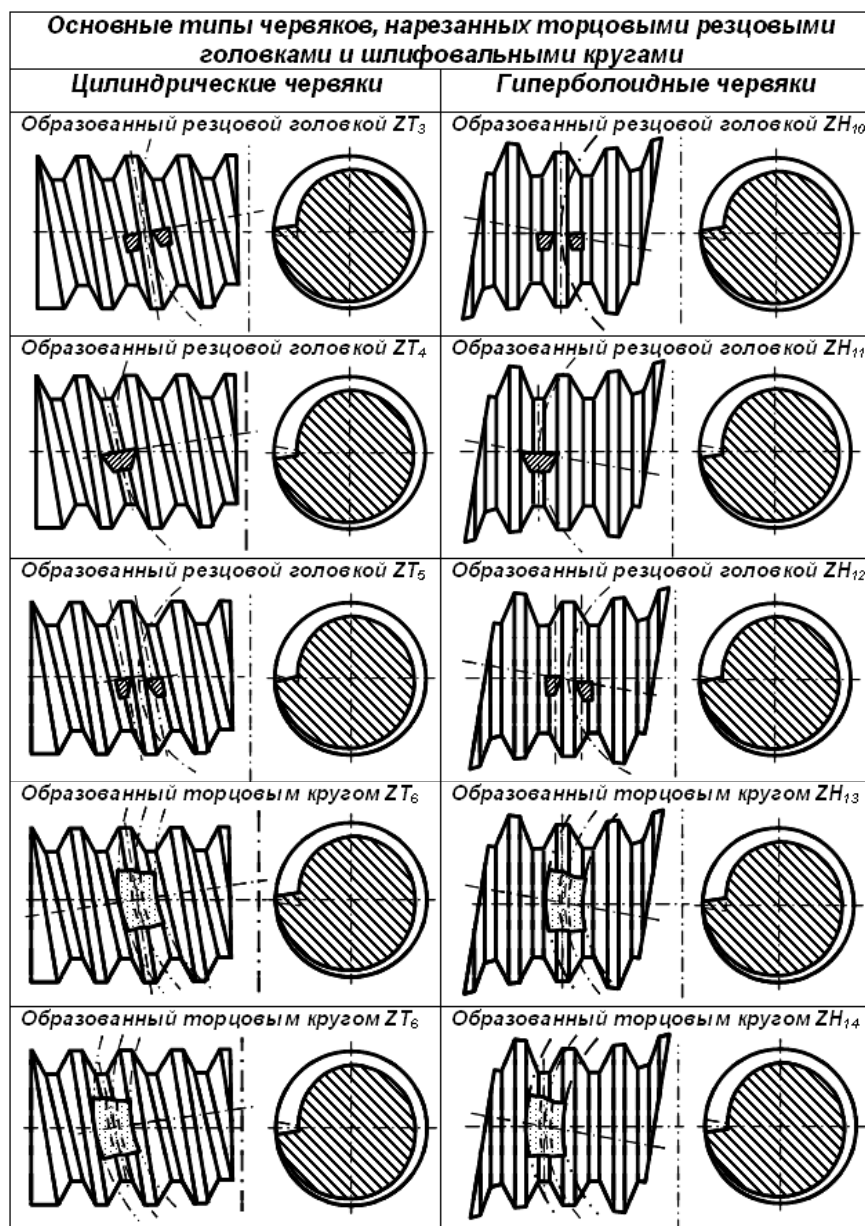 Основные типы червяков, нарезанных торцовыми резцовыми
головками и шлифовальными кругами
Цилиндрические червяки
Гиперболоидные червяки
Образованный резцовой головкой ZT₃
Образованный резцовой головкой ZH₁₀
Образованный резцовой головкой ZT₄
Образованный резцовой головкой ZH₁₁
Образованный резцовой головкой ZT₅
Образованный резцовой головкой ZH₁₂
Образованный торцовым кругом ZT₆
Образованный торцовым кругом ZH₁₃
Образованный торцовым кругом ZT₆
Образованный торцовым кругом ZH₁₄